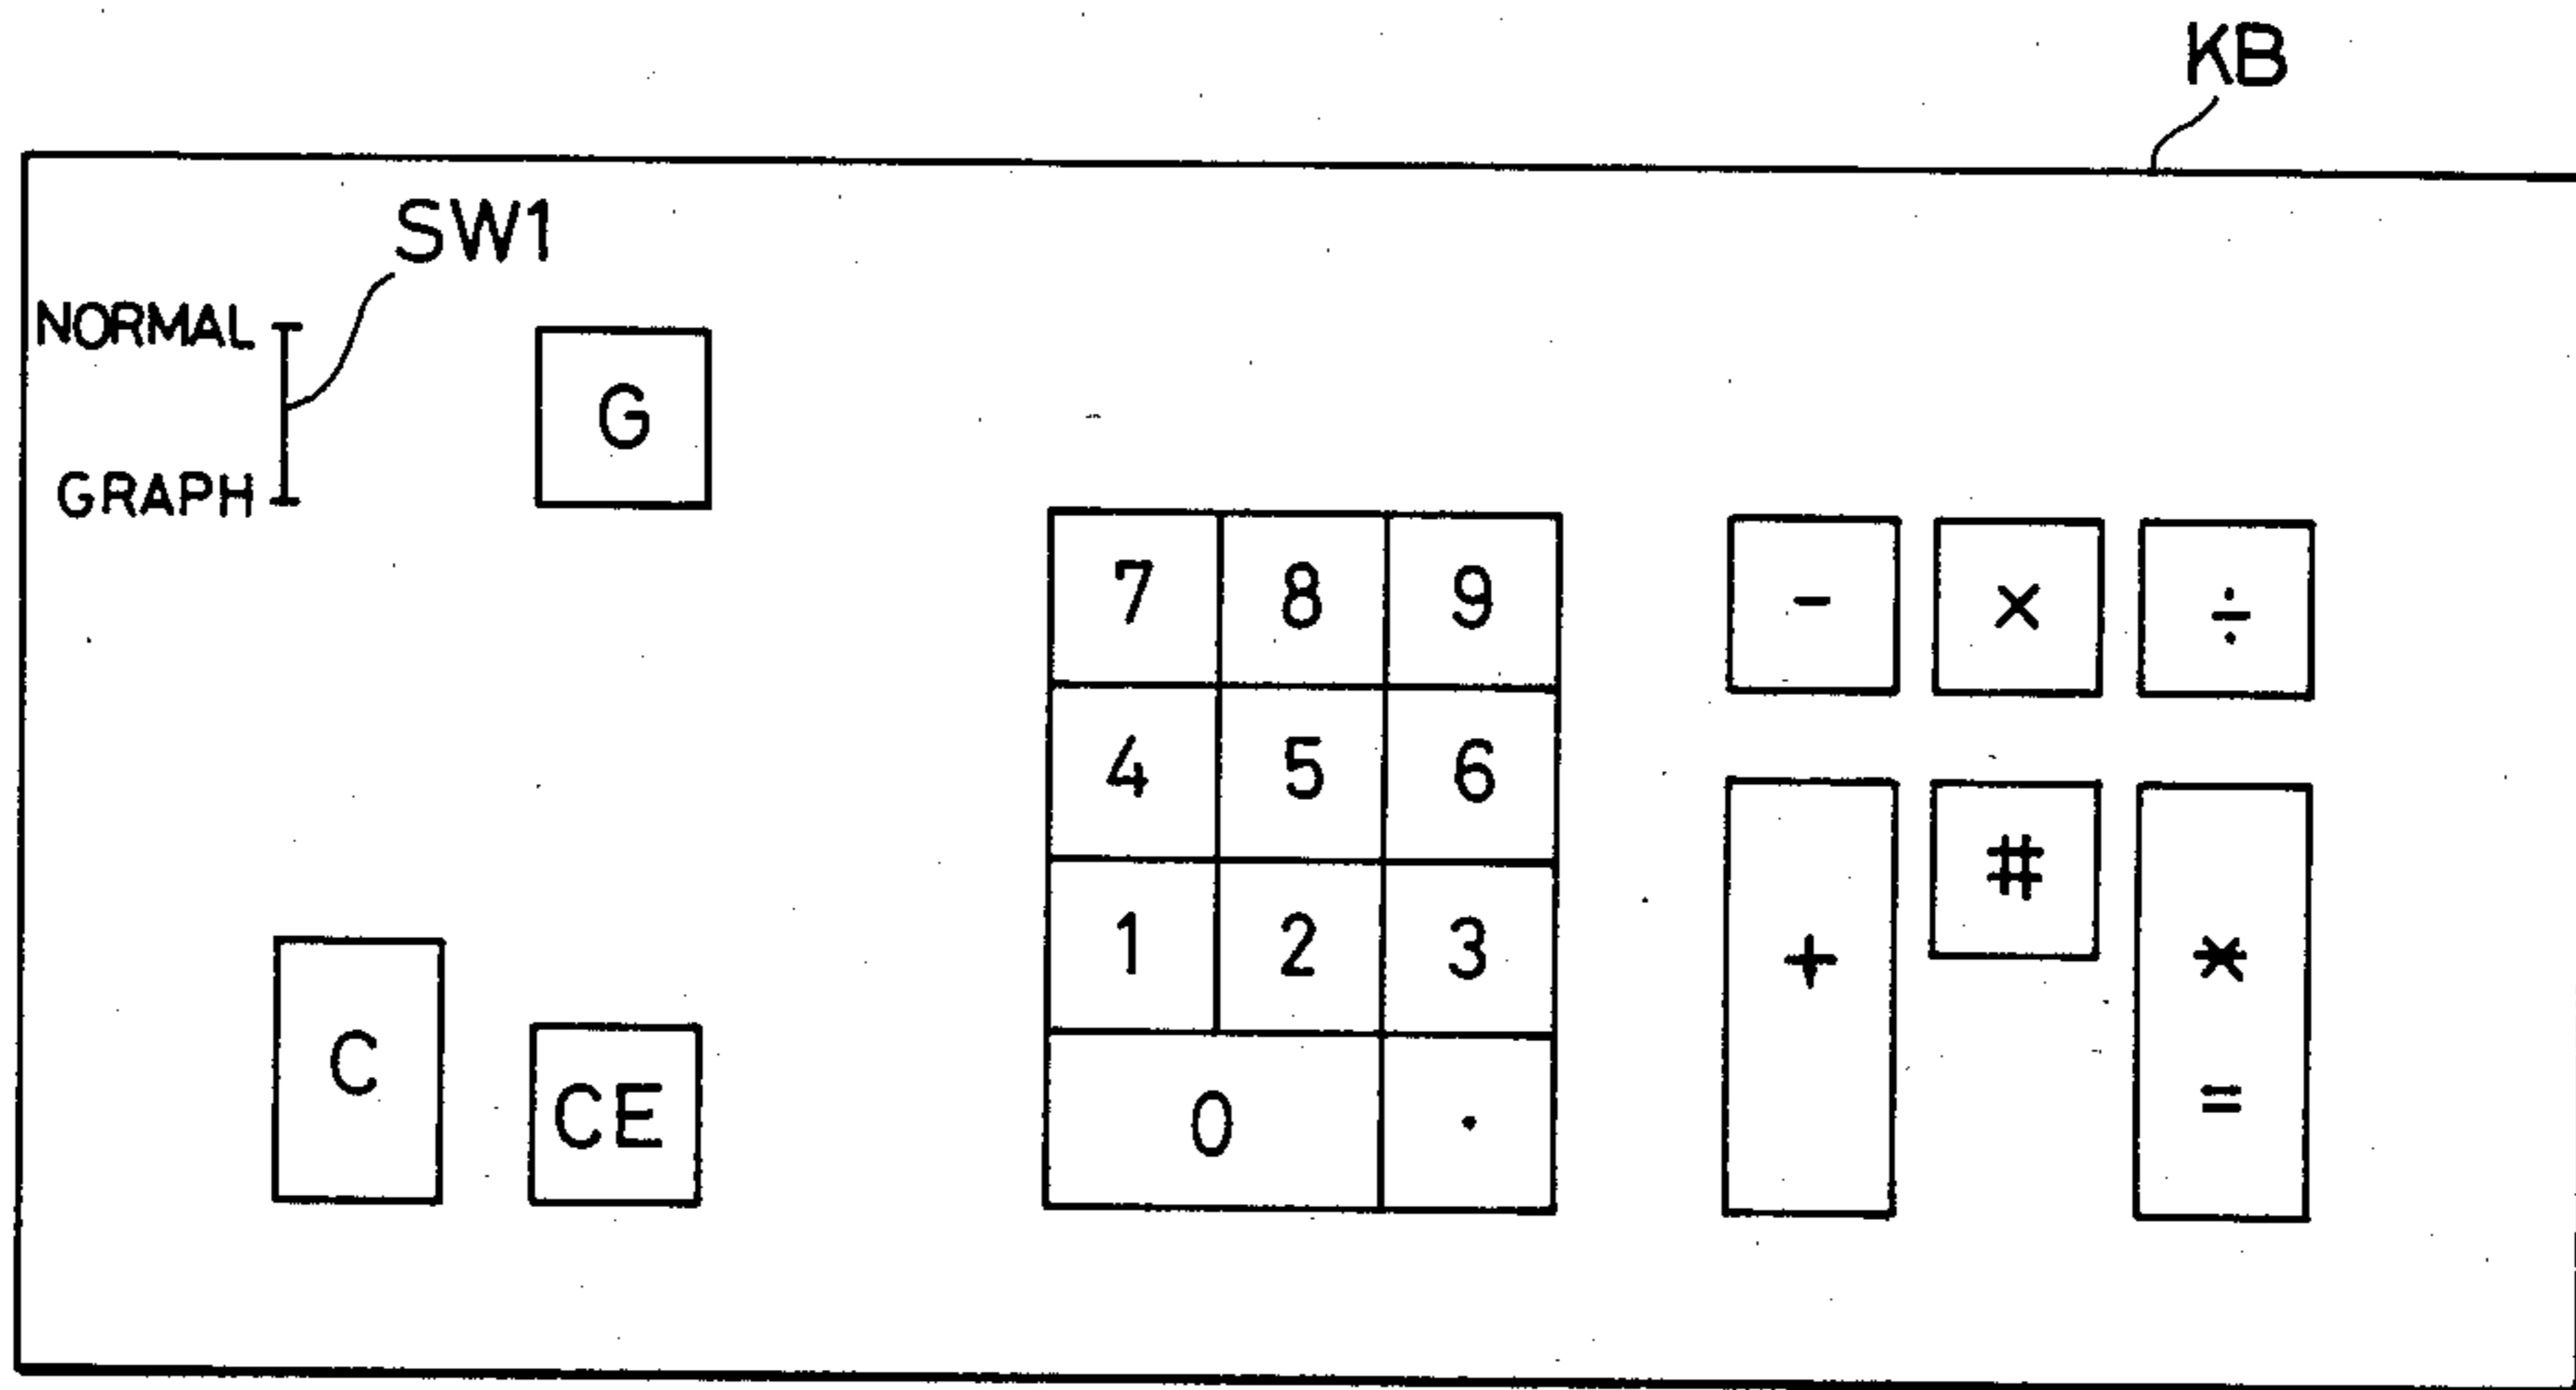 KB
SW1
NORMAL
GRAPH
G
7 8 9
4 5 6
1 2 3
0 .
- × ÷
+ # *
=
C CE